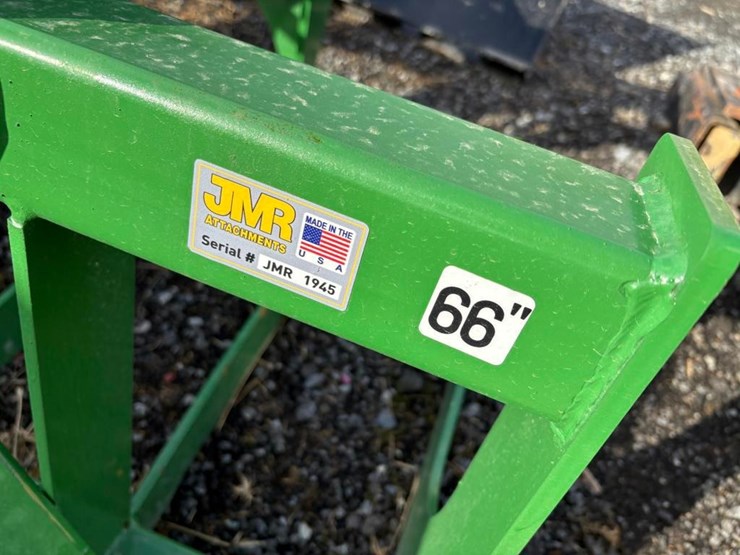 JMR
ATTACHMENTS
MADE IN THE
USA
Serial # JMR 1945
66"